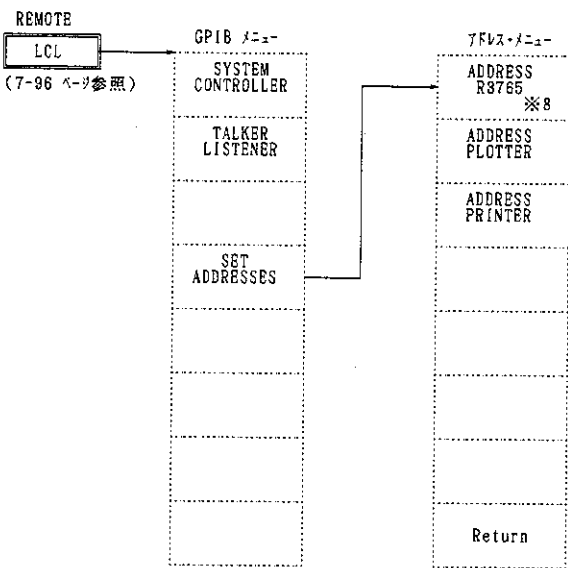 REMOTE
LCL
(7-96 ページ参照)
GPIB メニュー
SYSTEM
CONTROLLER
TALKER
LISTENER
SET
ADDRESSES
アドレス・メニュー
ADDRESS
R3765
※8
ADDRESS
PLOTTER
ADDRESS
PRINTER
Return